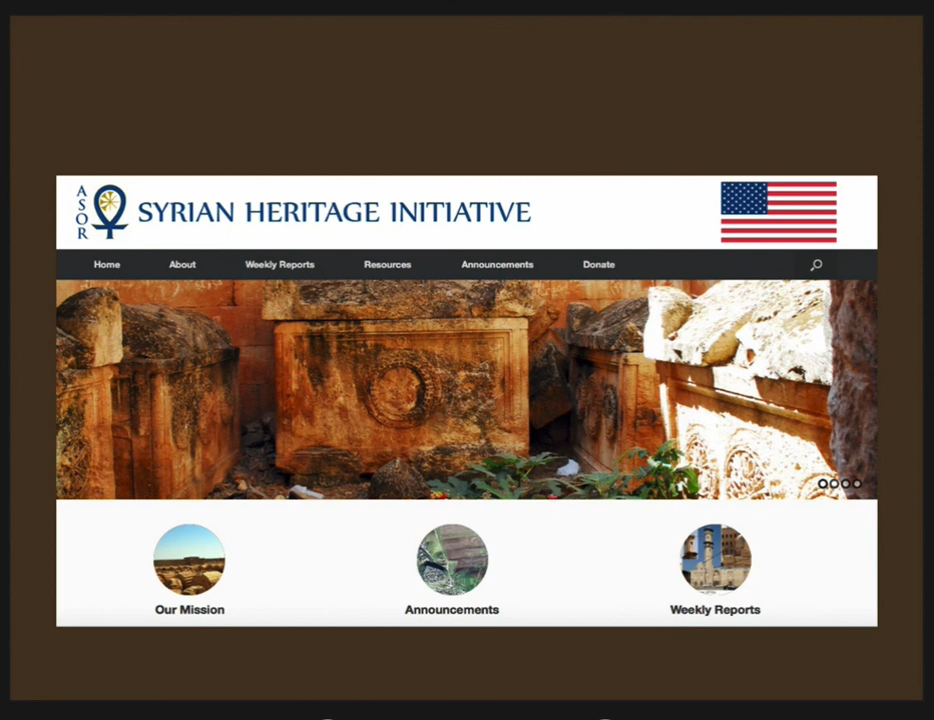 ASOR
SYRIAN HERITAGE INITIATIVE
Home About Weekly Reports Resources Announcements Donate
Our Mission Announcements Weekly Reports